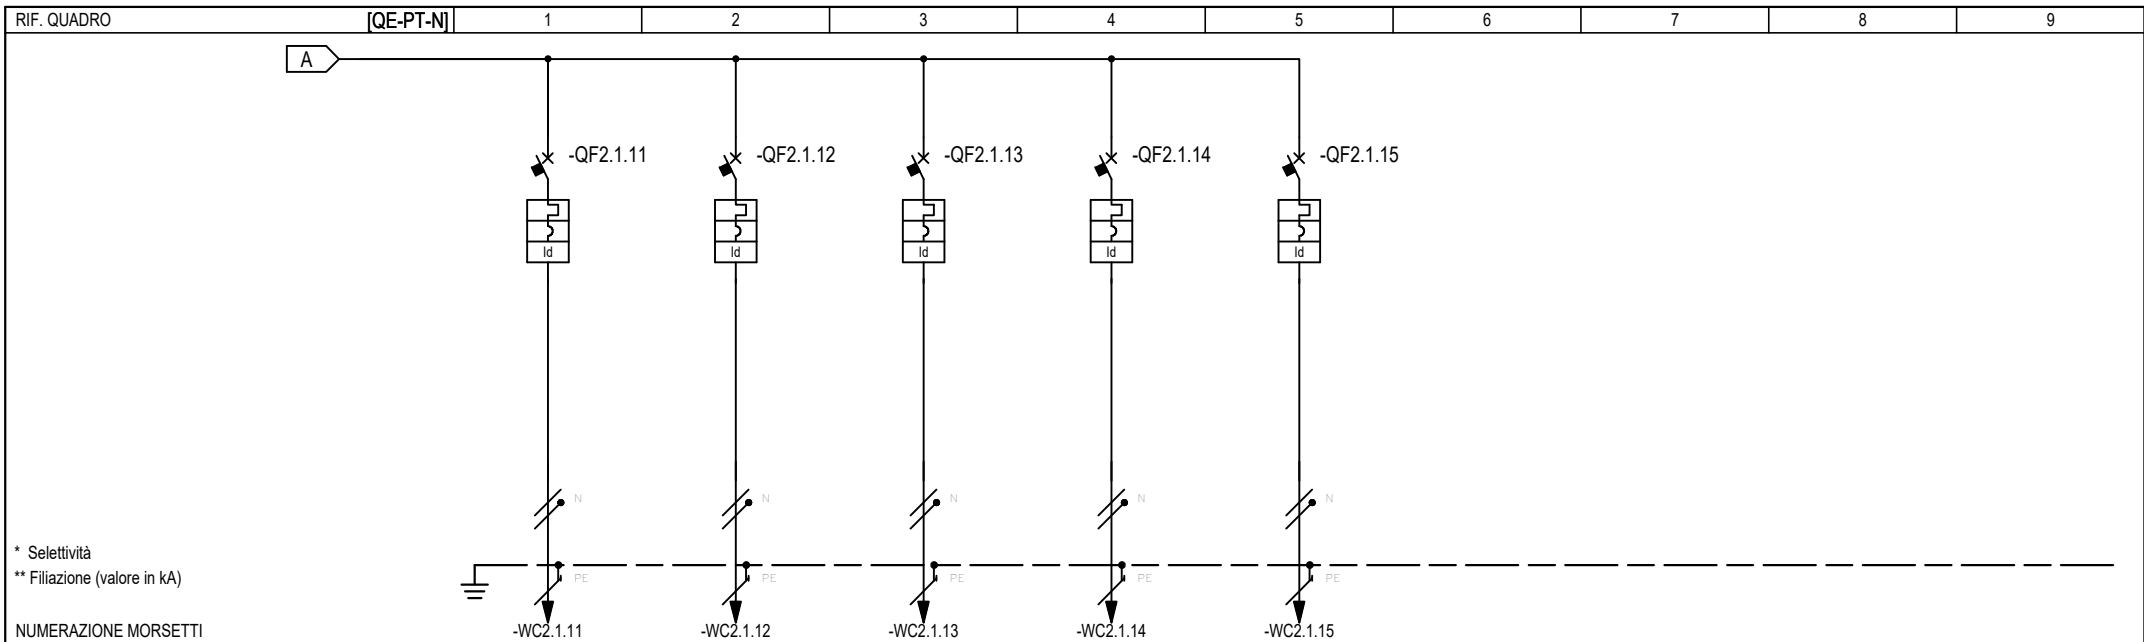 RIF. QUADRO [QE-PT-N] 1 2 3 4 5 6 7 8 9
A
-QF2.1.11 -QF2.1.12 -QF2.1.13 -QF2.1.14 -QF2.1.15
Id Id Id Id Id
N N N N N
* Selettività
** Filiazione (valore in kA)
PE PE PE PE PE
NUMERAZIONE MORSETTI -WC2.1.11 -WC2.1.12 -WC2.1.13 -WC2.1.14 -WC2.1.15